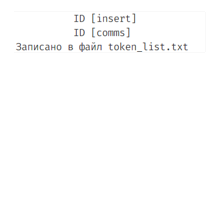 ID [insert]
ID [comms]
Записано в файл token_list.txt